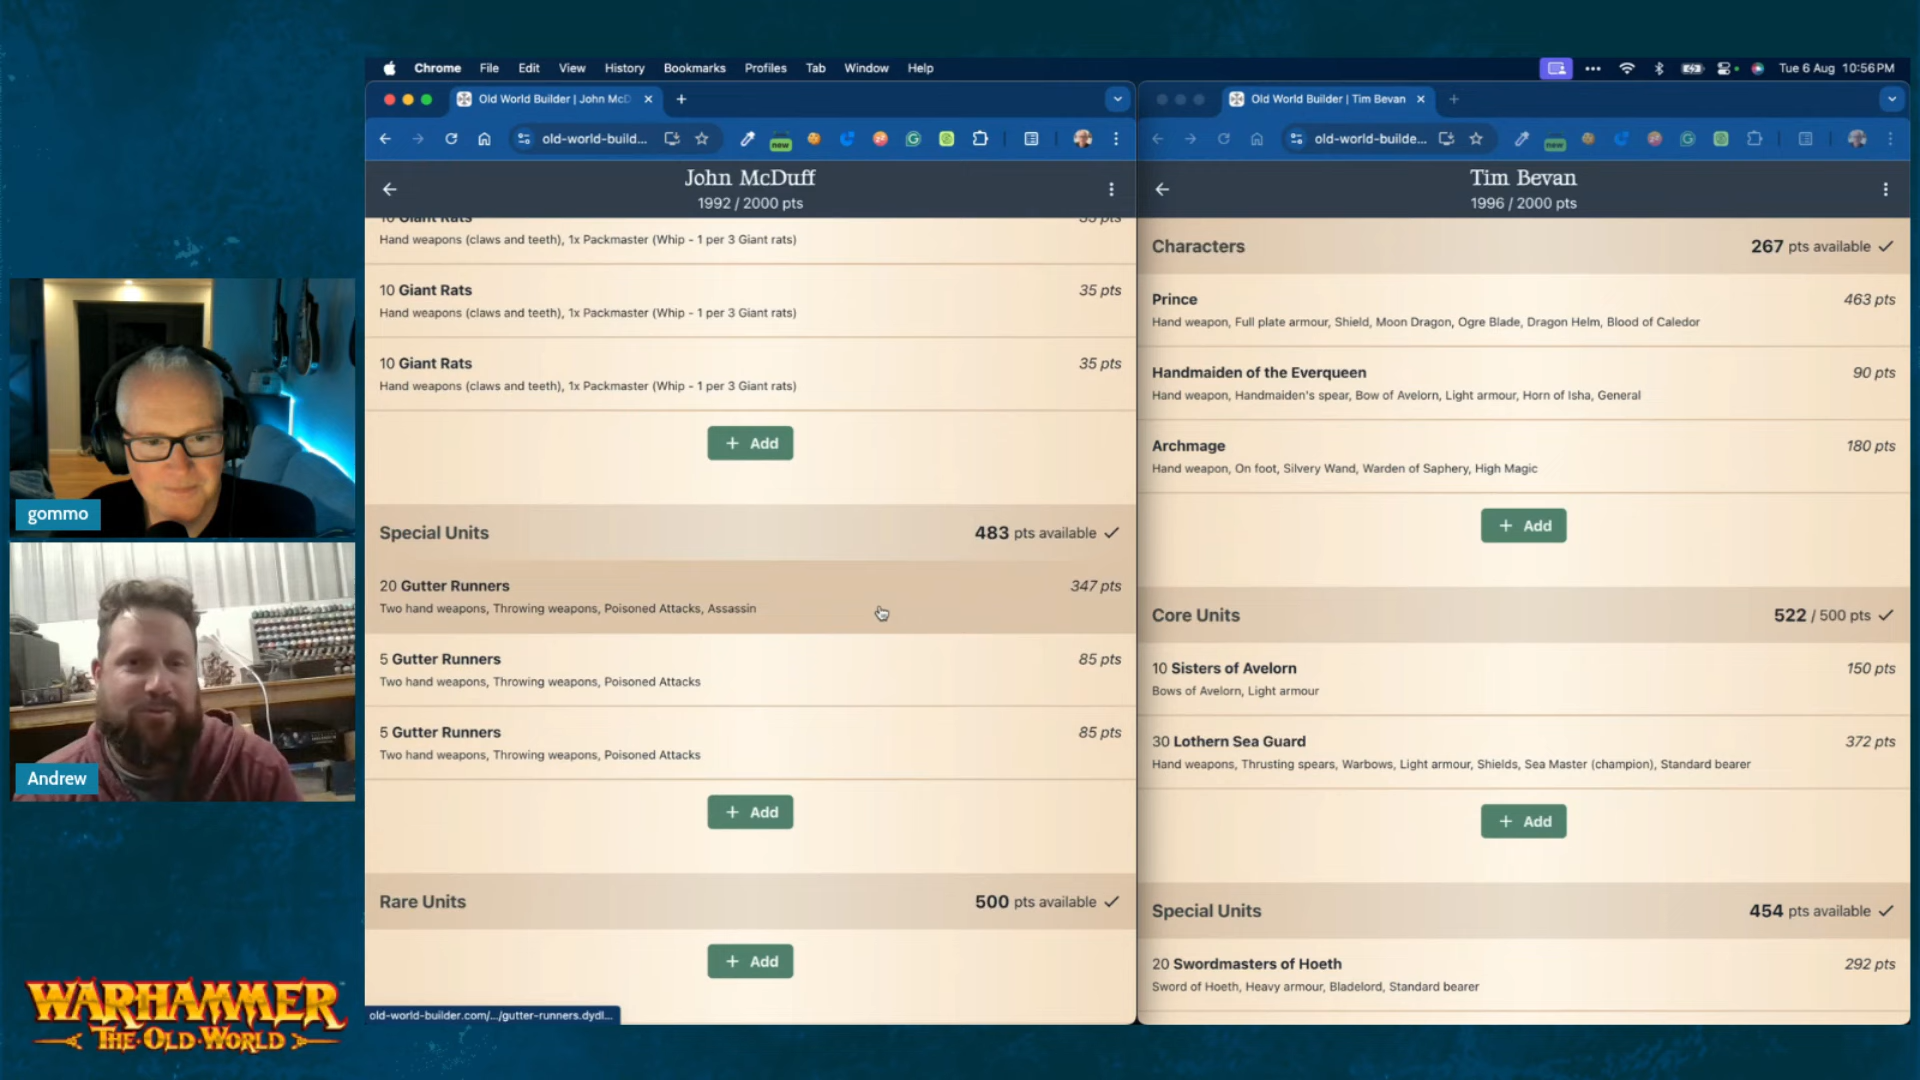 Chrome File Edit View History Bookmarks Profiles Tab Window Help
Tue 6 Aug 10:56PM
Old World Builder | John McD
Old World Builder | Tim Bevan
old-world-build...
new
old-world-builde...
new
John McDuff
1992 / 2000 pts
10 Giant Rats 35 pts
Hand weapons (claws and teeth), 1x Packmaster (Whip - 1 per 3 Giant rats)
10 Giant Rats 35 pts
Hand weapons (claws and teeth), 1x Packmaster (Whip - 1 per 3 Giant rats)
10 Giant Rats 35 pts
Hand weapons (claws and teeth), 1x Packmaster (Whip - 1 per 3 Giant rats)
+ Add
Special Units 483 pts available
20 Gutter Runners 347 pts
Two hand weapons, Throwing weapons, Poisoned Attacks, Assassin
5 Gutter Runners 85 pts
Two hand weapons, Throwing weapons, Poisoned Attacks
5 Gutter Runners 85 pts
Two hand weapons, Throwing weapons, Poisoned Attacks
+ Add
Rare Units 500 pts available
+ Add
old-world-builder.com/.../gutter-runners.dydl...
Tim Bevan
1996 / 2000 pts
Characters 267 pts available
Prince 463 pts
Hand weapon, Full plate armour, Shield, Moon Dragon, Ogre Blade, Dragon Helm, Blood of Caledor
Handmaiden of the Everqueen 90 pts
Hand weapon, Handmaiden's spear, Bow of Avelorn, Light armour, Horn of Isha, General
Archmage 180 pts
Hand weapon, On foot, Silvery Wand, Warden of Saphery, High Magic
+ Add
Core Units 522 / 500 pts
10 Sisters of Avelorn 150 pts
Bows of Avelorn, Light armour
30 Lothern Sea Guard 372 pts
Hand weapons, Thrusting spears, Warbows, Light armour, Shields, Sea Master (champion), Standard bearer
+ Add
Special Units 454 pts available
20 Swordmasters of Hoeth 292 pts
Sword of Hoeth, Heavy armour, Bladelord, Standard bearer
gommo
Andrew
WARHAMMER
THE OLD WORLD